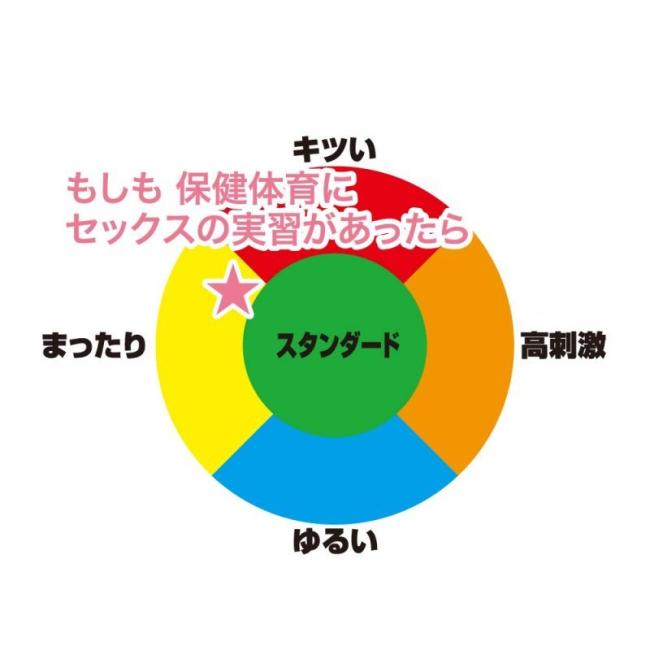 キツい
もしも 保健体育に
セックスの実習があったら
まったり
スタンダード
高刺激
ゆるい